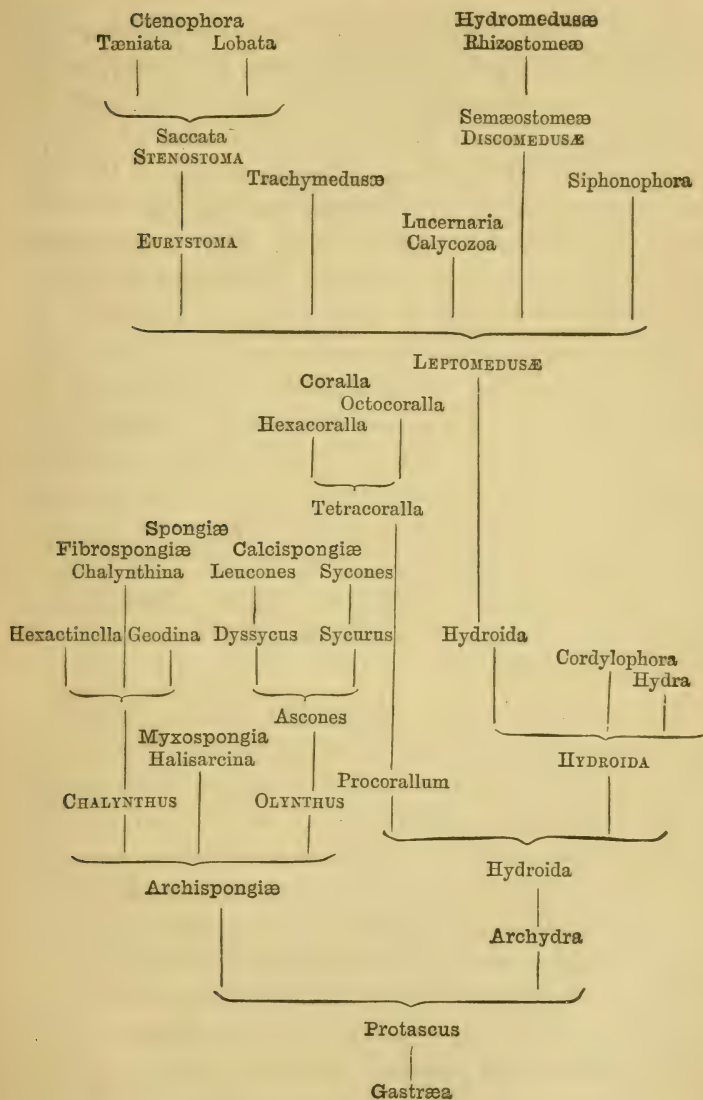 Ctenophora
Tæniata Lobata
Hydromedusæ
Rhizostomeæ
Semæostomeæ
DISCOMEDUSÆ
Saccata
STENOSTOMA
Trachymedusæ
Siphonophora
Lucernaria
Calycozoa
EURYSTOMA
LEPTOMEDUSÆ
Coralla
Octocoralla
Hexacoralla
Tetracoralla
Spongiæ
Fibrospongiæ Calcispongiæ
Chalynthina Leucones Sycones
Hexactinella Geodina Dyssycus Sycurus Hydroida
Cordylophora
Hydra
Ascones
Myxospongia
Halisarcina
HYDROIDA
Procorallum
CHALYNTHUS OLYNTHUS
Hydroida
Archispongiæ
Archydra
Protascus
Gastræa